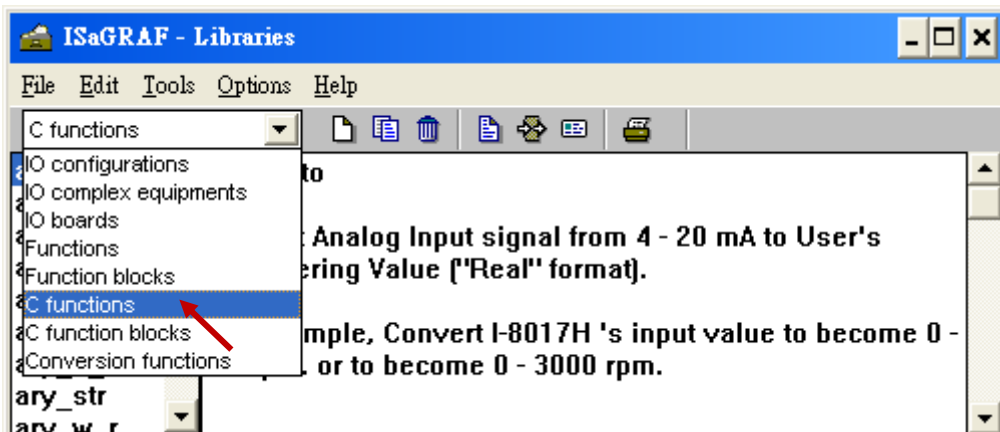 ISaGRAF - Libraries
File Edit Tools Options Help
C functions
IO configurations
IO complex equipments
IO boards
Functions
Function blocks
C functions
C function blocks
Conversion functions
ary_str
ary_w_r
to
Analog Input signal from 4 - 20 mA to User's
Value ("Real" format).
Convert I-8017H 's input value to become 0 -
. or to become 0 - 3000 rpm.